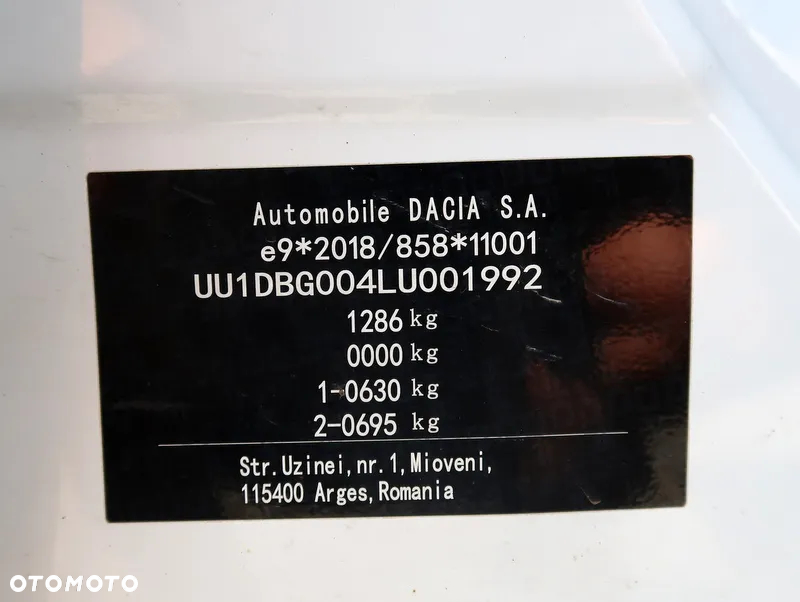 Automobile DACIA S.A.
e9*2018/858*11001
UU1DBG004LU001992
1286 kg
0000 kg
1-0630 kg
2-0695 kg
Str.Uzinei,nr.1,Mioveni,
115400 Arges,Romania
OTOMOTO